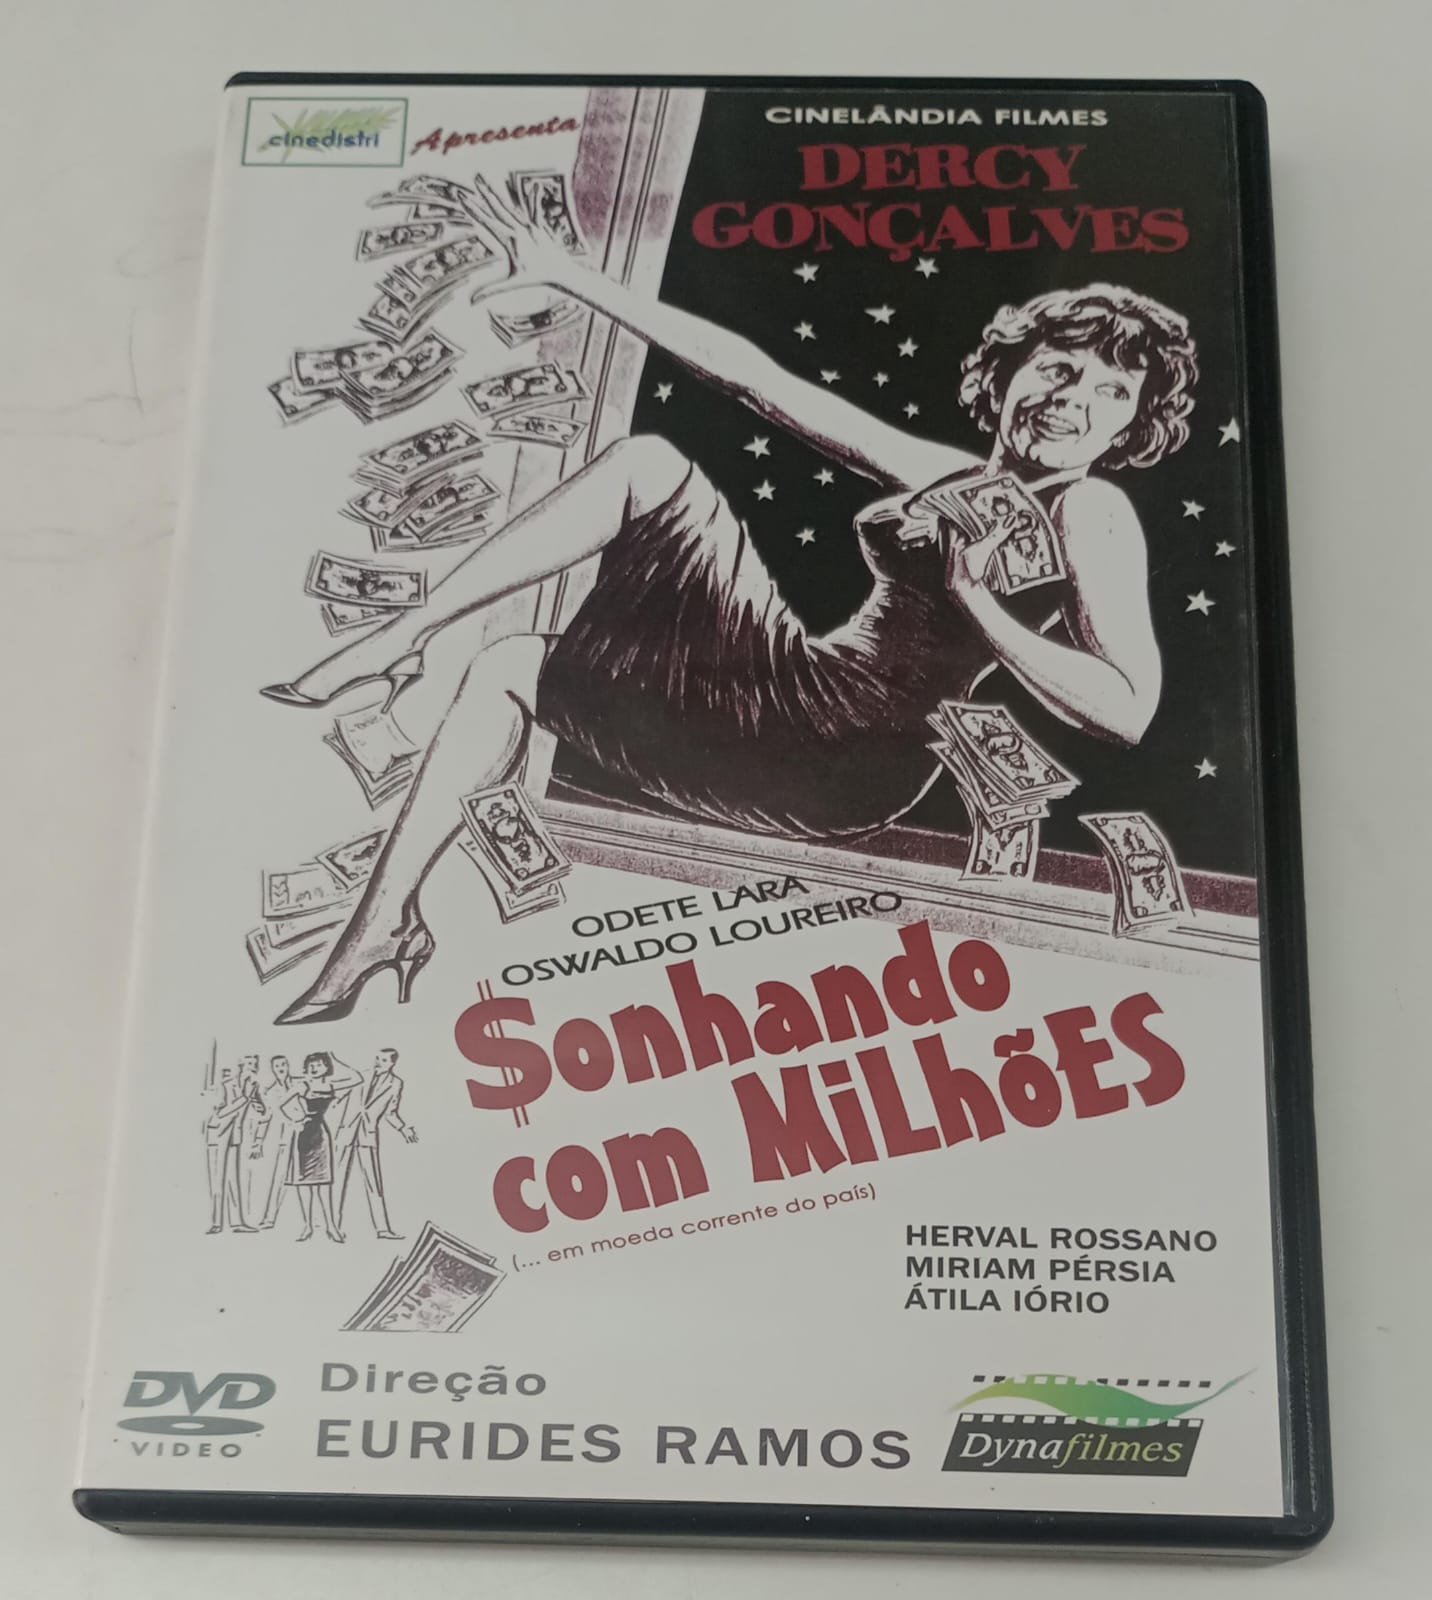 cinedistri
Apresenta
CINELÂNDIA FILMES
DERCY
GONÇALVES
ODETE LARA
OSWALDO LOUREIRO
$onhando
com MiLhõES
(... em moeda corrente do país)
HERVAL ROSSANO
MIRIAM PÉRSIA
ÁTILA IÓRIO
DVD
VIDEO
Direção
EURIDES RAMOS
Dynafilmes